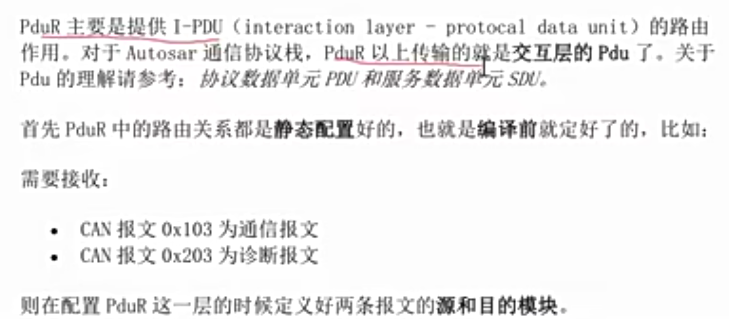 PduR 主要是提供 I-PDU（interaction layer - protocal data unit）的路由
作用。对于 Autosar 通信协议栈，PduR 以上传输的就是交互层的 Pdu 了。关于
Pdu 的理解请参考：协议数据单元 PDU 和服务数据单元 SDU。
首先 PduR 中的路由关系都是静态配置好的，也就是编译前就定好了的，比如：
需要接收：
• CAN 报文 0x103 为通信报文
• CAN 报文 0x203 为诊断报文
则在配置 PduR 这一层的时候定义好两条报文的源和目的模块。